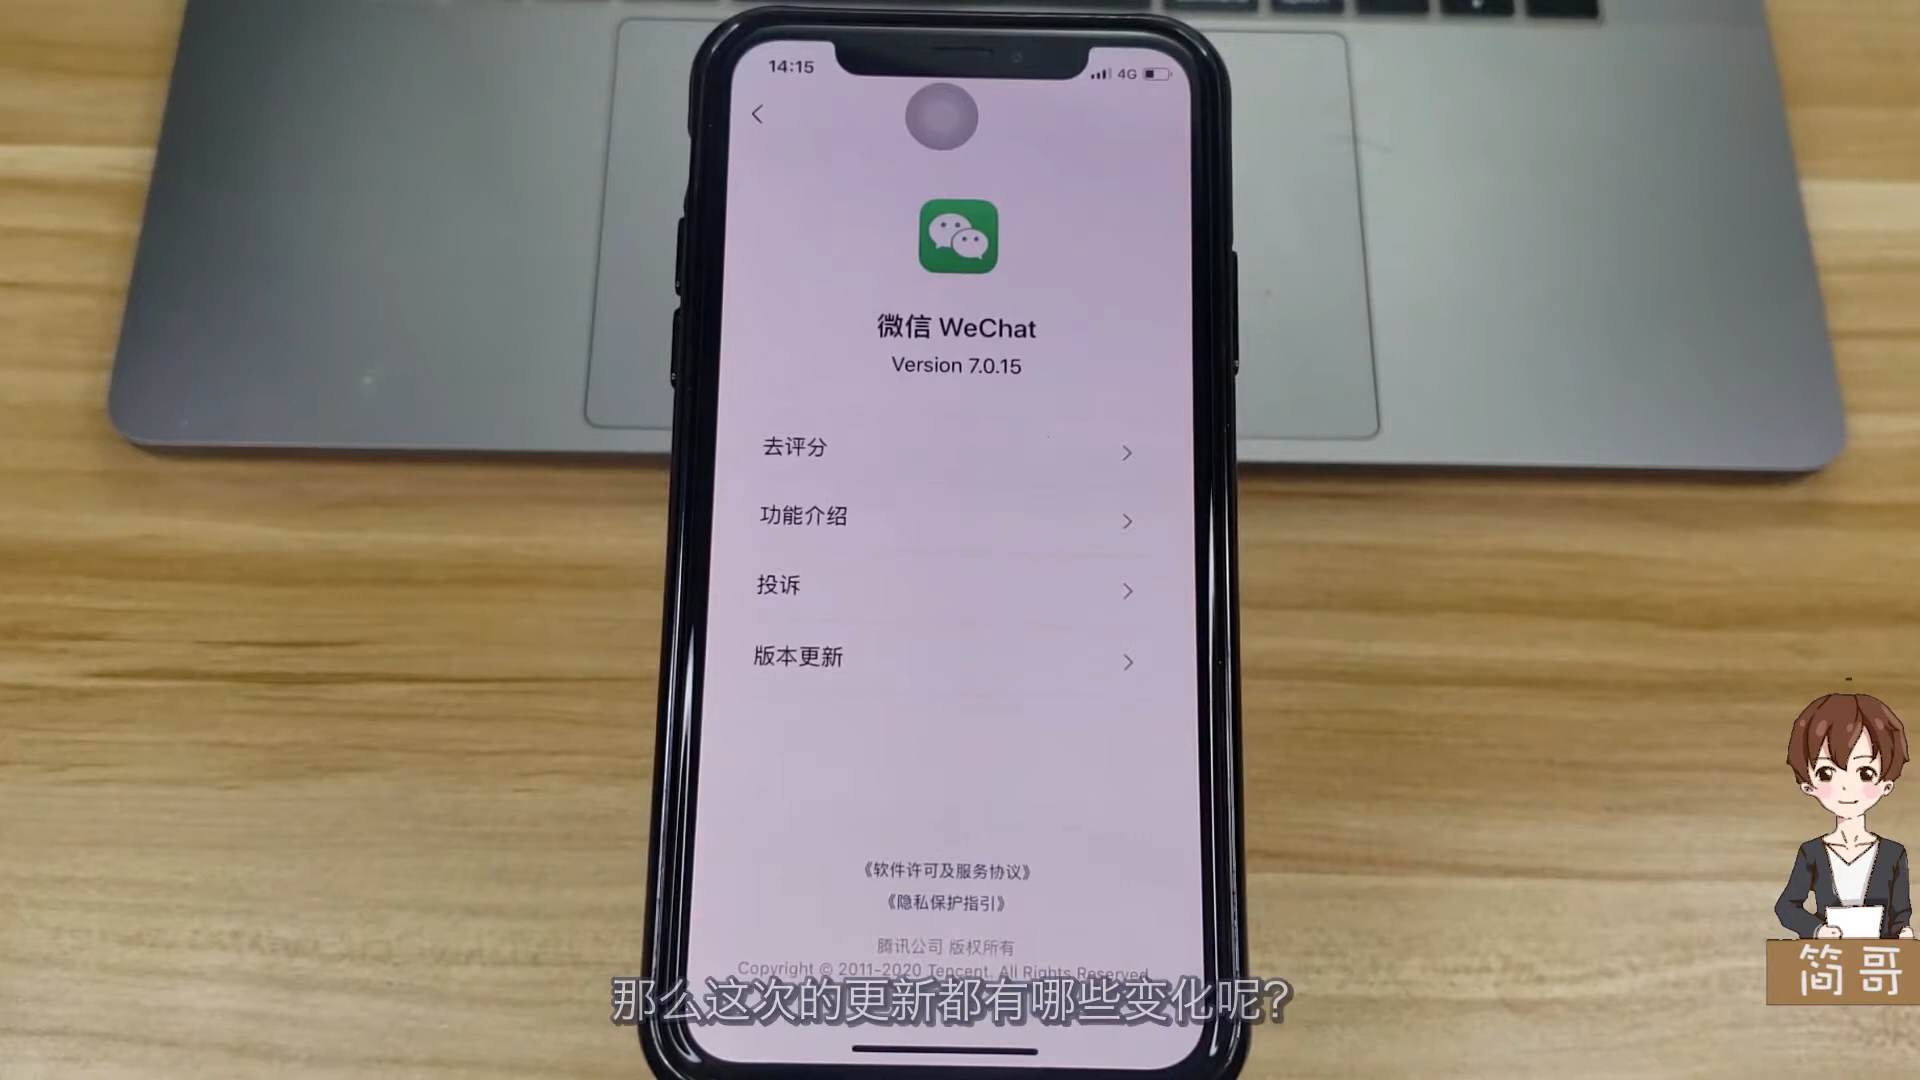 14:15
4G
微信 WeChat
Version 7.0.15
去评分
功能介绍
投诉
版本更新
《软件许可及服务协议》
《隐私保护指引》
腾讯公司 版权所有
Copyright © 2011-2020 Tencent. All Rights Reserved.
那么这次的更新都有哪些变化呢?
简哥